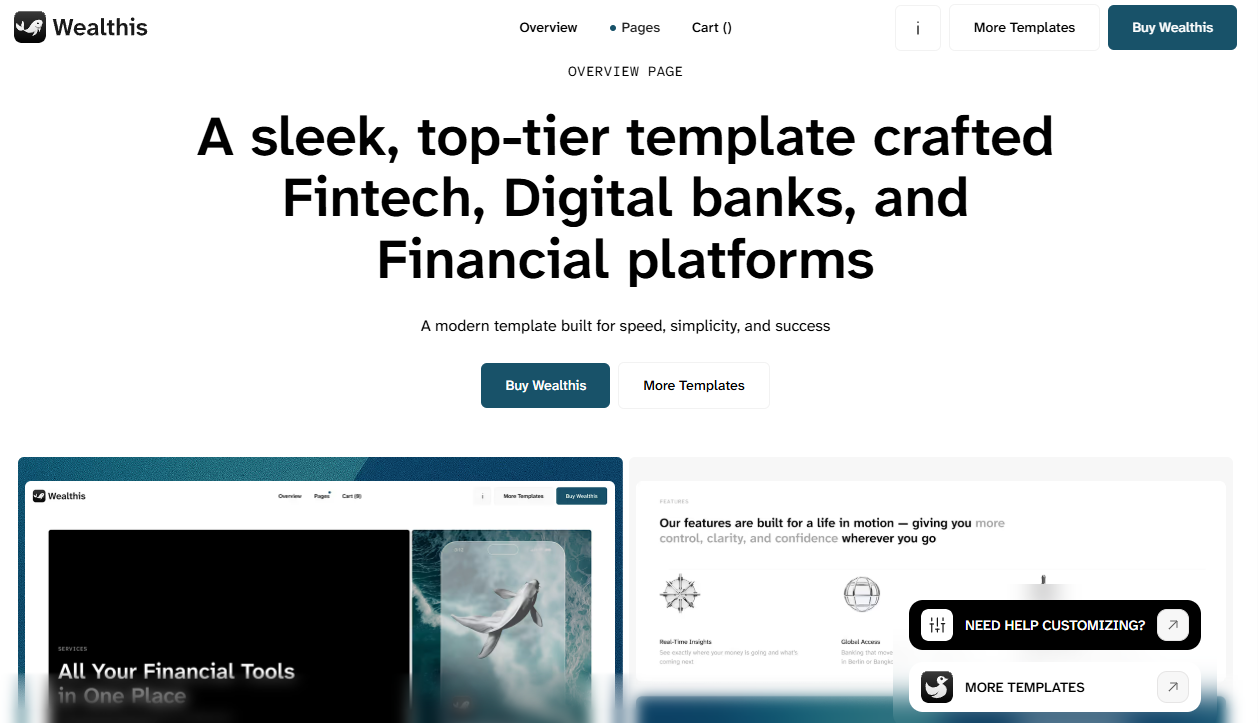 Wealthis
Overview
Pages
Cart ()
i
More Templates
Buy Wealthis
OVERVIEW PAGE
A sleek, top-tier template crafted
Fintech, Digital banks, and
Financial platforms
A modern template built for speed, simplicity, and success
Buy Wealthis
More Templates
Wealthis
Overview
Pages
Cart (0)
i
More Templates
Buy Wealthis
SERVICES
All Your Financial Tools
in One Place
FEATURES
Our features are built for a life in motion — giving you more
control, clarity, and confidence wherever you go
Real-Time Insights
See exactly where your money is going and what's
coming next
Global Access
Banking that move
in Berlin or Bangko
NEED HELP CUSTOMIZING?
MORE TEMPLATES